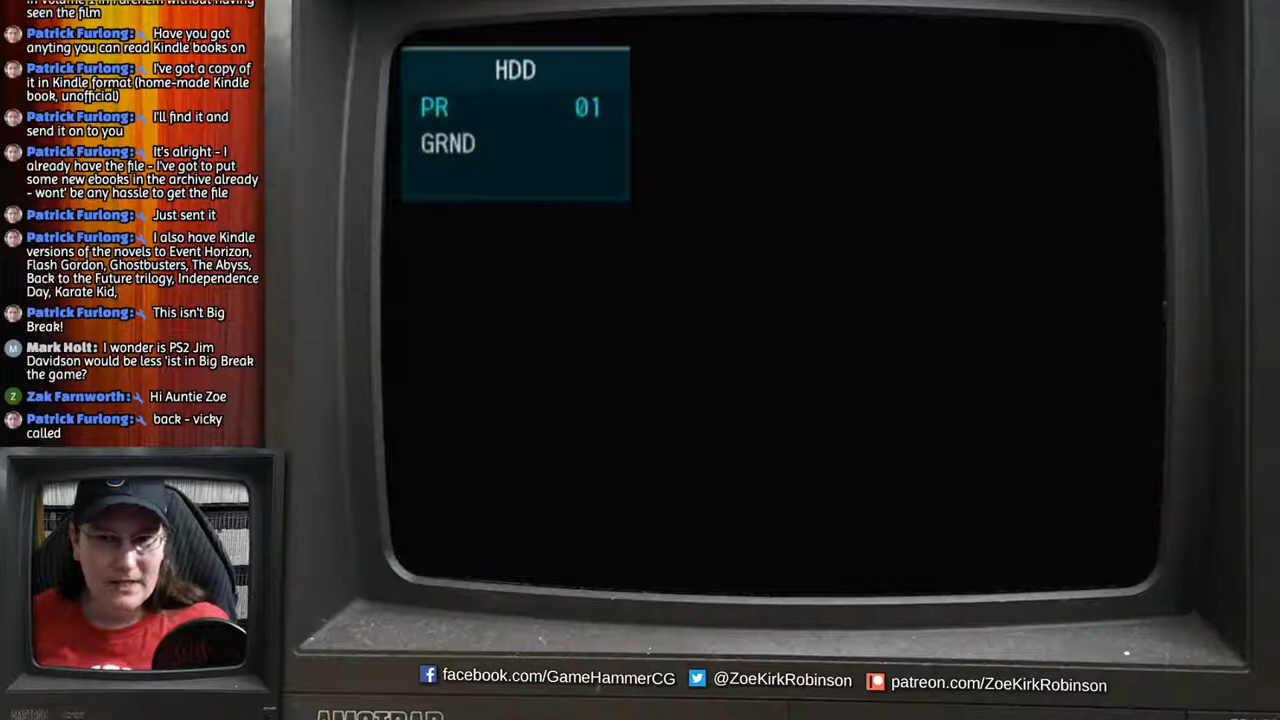 seen the film
Patrick Furlong: Have you got
anyting you can read Kindle books on
Patrick Furlong: I've got a copy of
it in Kindle format (home-made Kindle
book, unofficial)
Patrick Furlong: I'll find it and
send it on to you
Patrick Furlong: It's alright - I
already have the file - I've got to put
some new ebooks in the archive already
- wont' be any hassle to get the file
Patrick Furlong: Just sent it
Patrick Furlong: I also have Kindle
versions of the novels to Event Horizon,
Flash Gordon, Ghostbusters, The Abyss,
Back to the Future trilogy, Independence
Day, Karate Kid,
Patrick Furlong: This isn't Big
Break!
M Mark Holt: I wonder is PS2 Jim
Davidson would be less 'ist in Big Break
the game?
Z Zak Farnworth: Hi Auntie Zoe
Patrick Furlong: back - vicky
called
HDD
PR 01
GRND
facebook.com/GameHammerCG
@ZoeKirkRobinson
patreon.com/ZoeKirkRobinson